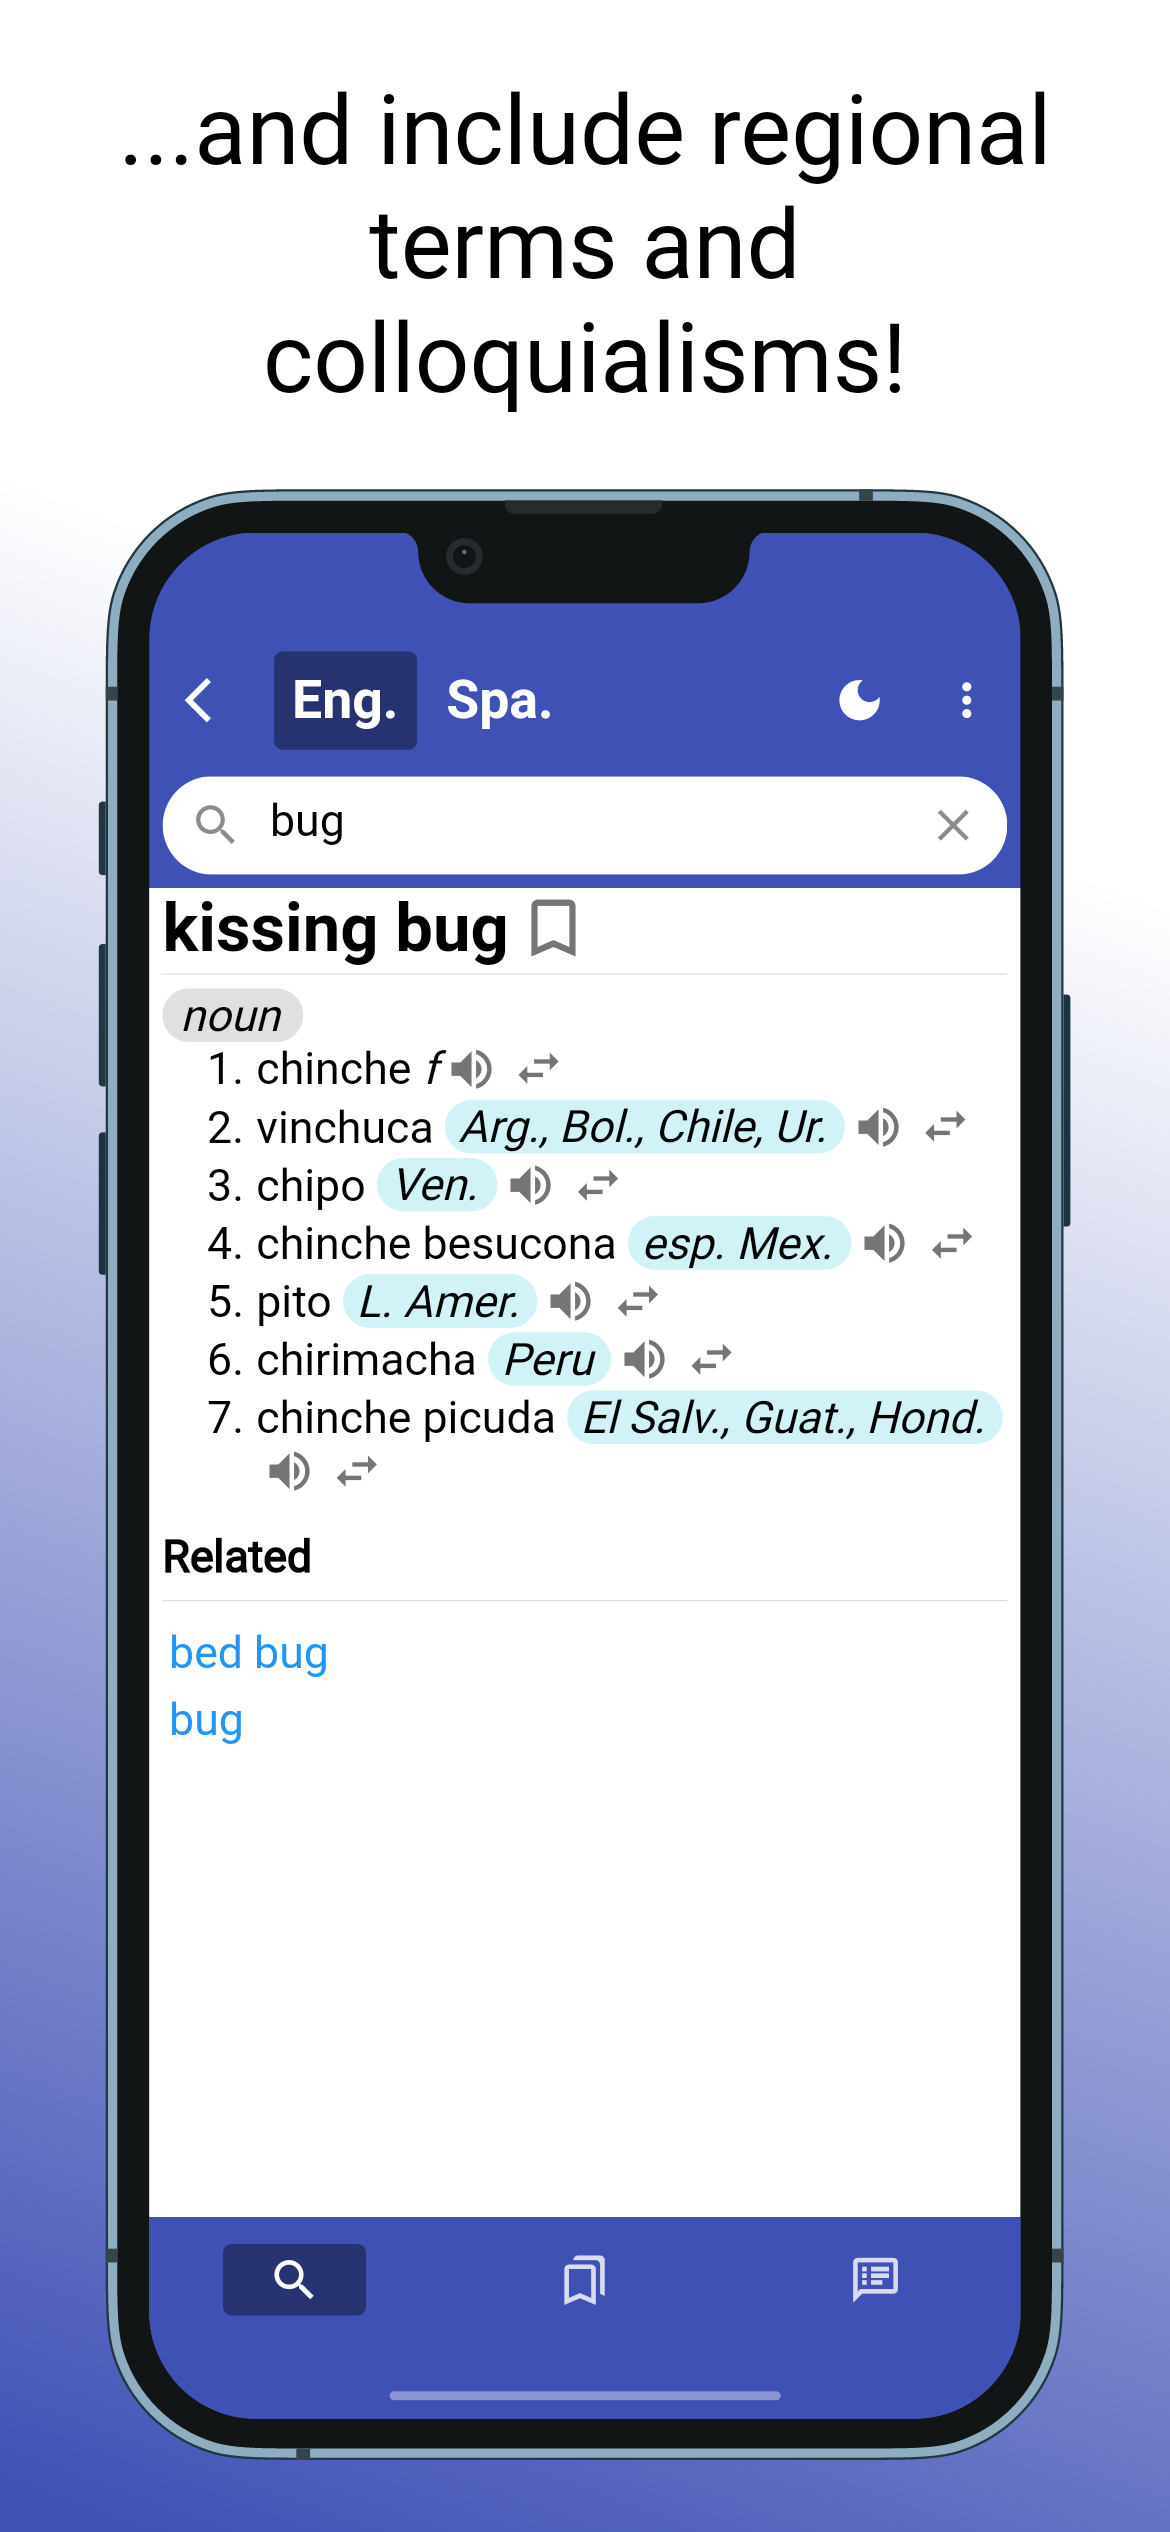 ...and include regional
terms and
colloquialisms!
Eng. Spa.
bug
kissing bug
noun
1. chinche f
2. vinchuca Arg., Bol., Chile, Ur.
3. chipo Ven.
4. chinche besucona esp. Mex.
5. pito L. Amer.
6. chirimacha Peru
7. chinche picuda El Salv., Guat., Hond.
Related
bed bug
bug